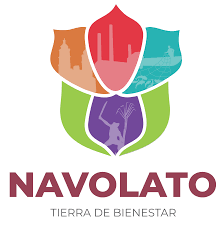 NAVOLATO
TIERRA DE BIENESTAR